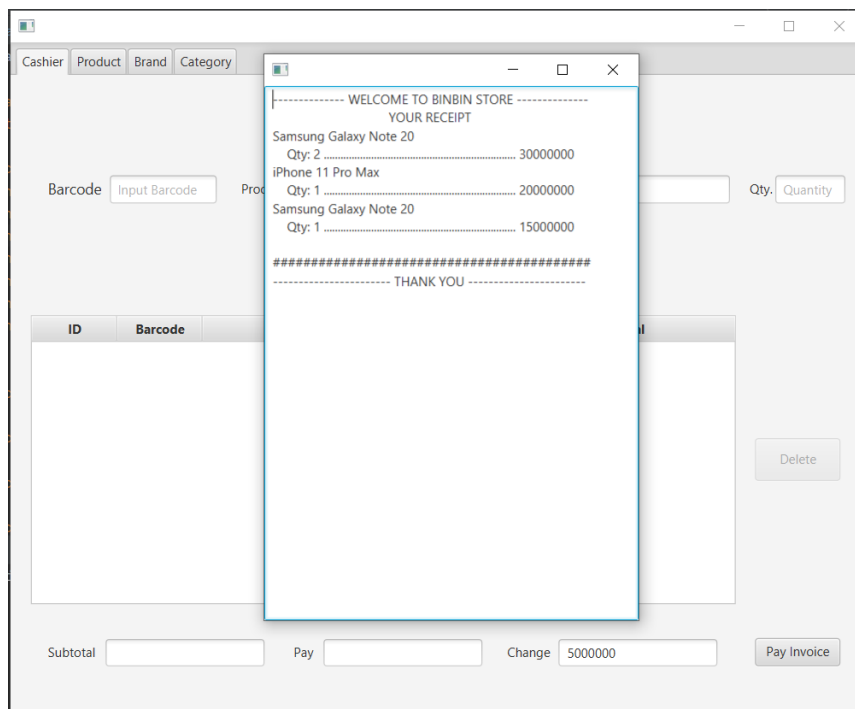 Cashier Product Brand Category
-------------- WELCOME TO BINBIN STORE --------------
YOUR RECEIPT
Samsung Galaxy Note 20
Qty: 2 ..................................................................... 30000000
iPhone 11 Pro Max
Qty: 1 ..................................................................... 20000000
Samsung Galaxy Note 20
Qty: 1 ..................................................................... 15000000
##########################################
----------------------- THANK YOU -----------------------
Barcode Input Barcode Qty. Quantity
ID Barcode
Delete
Subtotal Pay Change 5000000 Pay Invoice